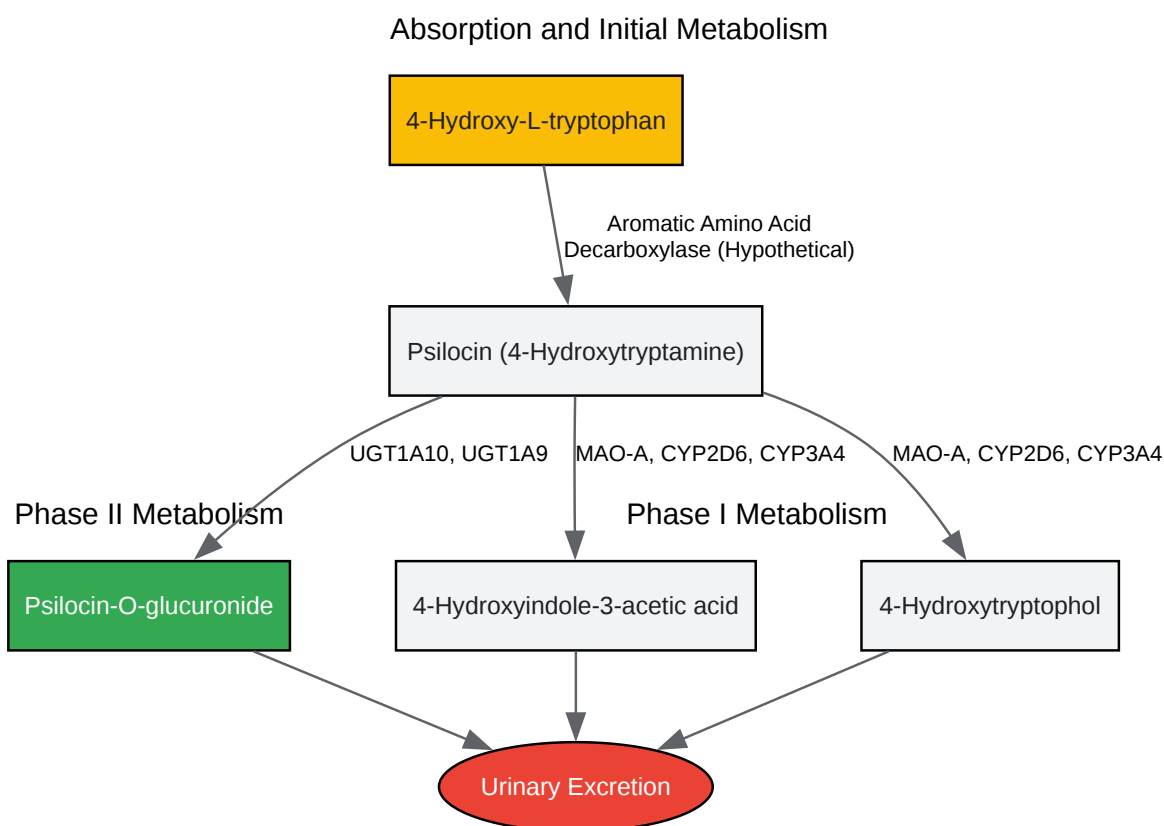 Absorption and Initial Metabolism
4-Hydroxy-L-tryptophan
Aromatic Amino Acid
Decarboxylase (Hypothetical)
Psilocin (4-Hydroxytryptamine)
UGT1A10, UGT1A9
MAO-A, CYP2D6, CYP3A4
MAO-A, CYP2D6, CYP3A4
Phase II Metabolism
Phase I Metabolism
Psilocin-O-glucuronide
4-Hydroxyindole-3-acetic acid
4-Hydroxytryptophol
Urinary Excretion